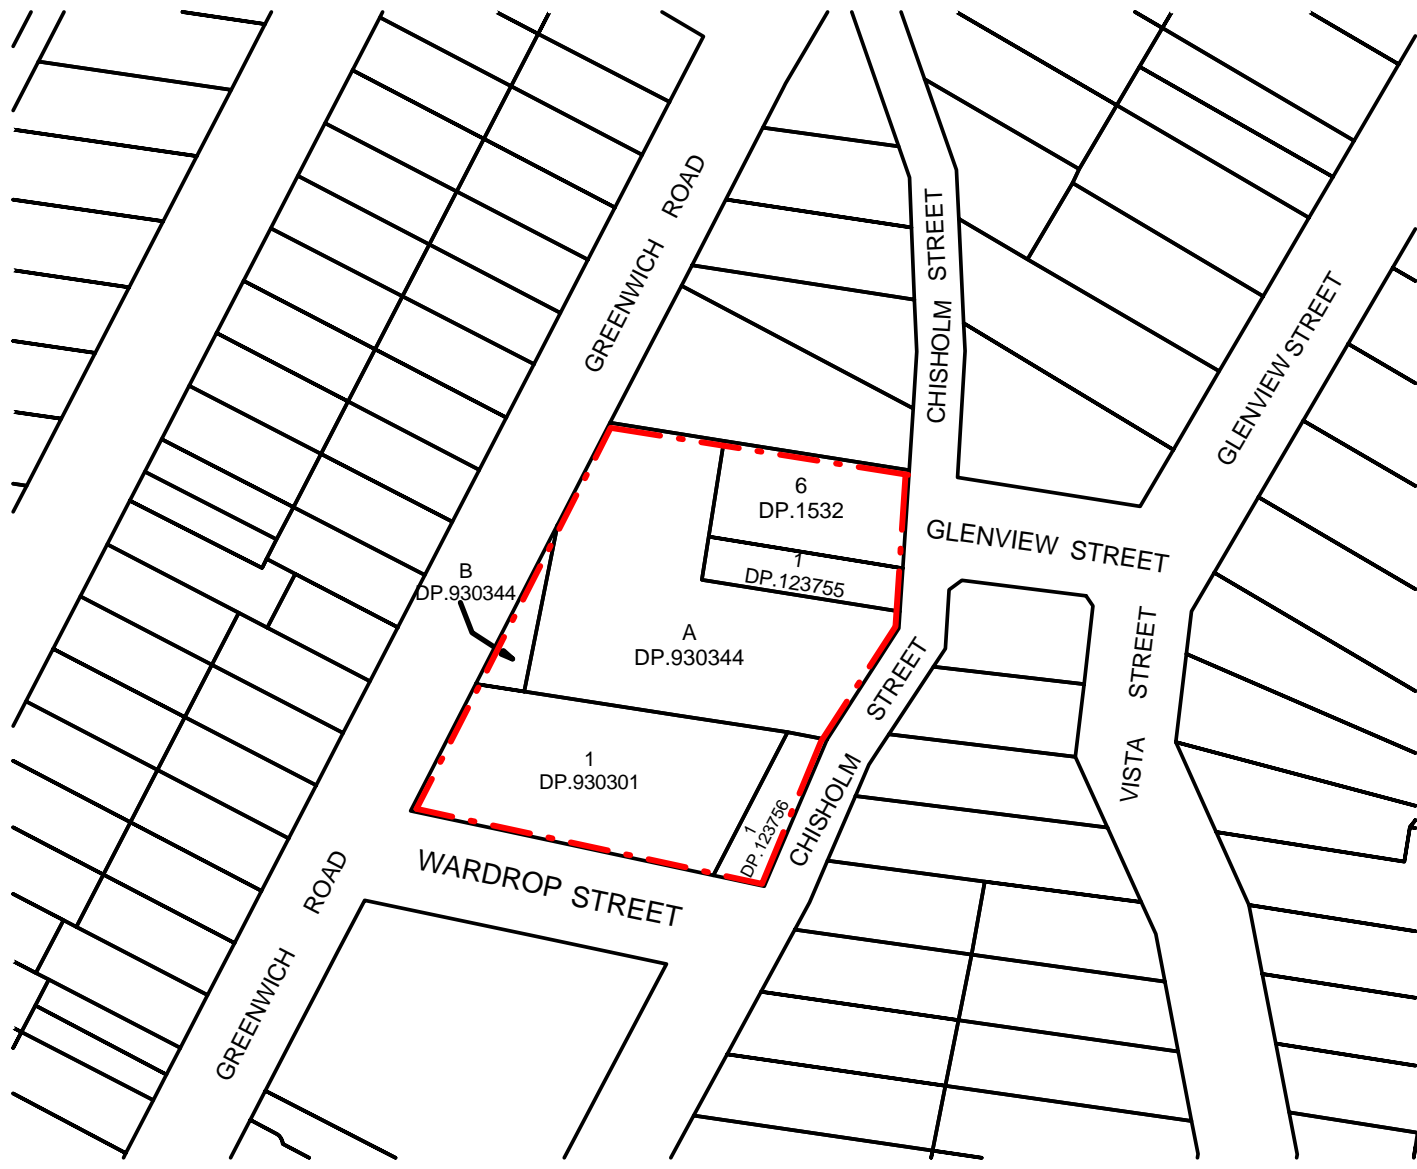 GREENWICH ROAD
CHISHOLM STREET
GLENVIEW STREET
6
DP.1532
GLENVIEW STREET
1
DP.123755
B
DP.930344
A
DP.930344
VISTA STREET
1
DP.930301
1
DP.123756
CHISHOLM STREET
WARDROP STREET
GREENWICH ROAD